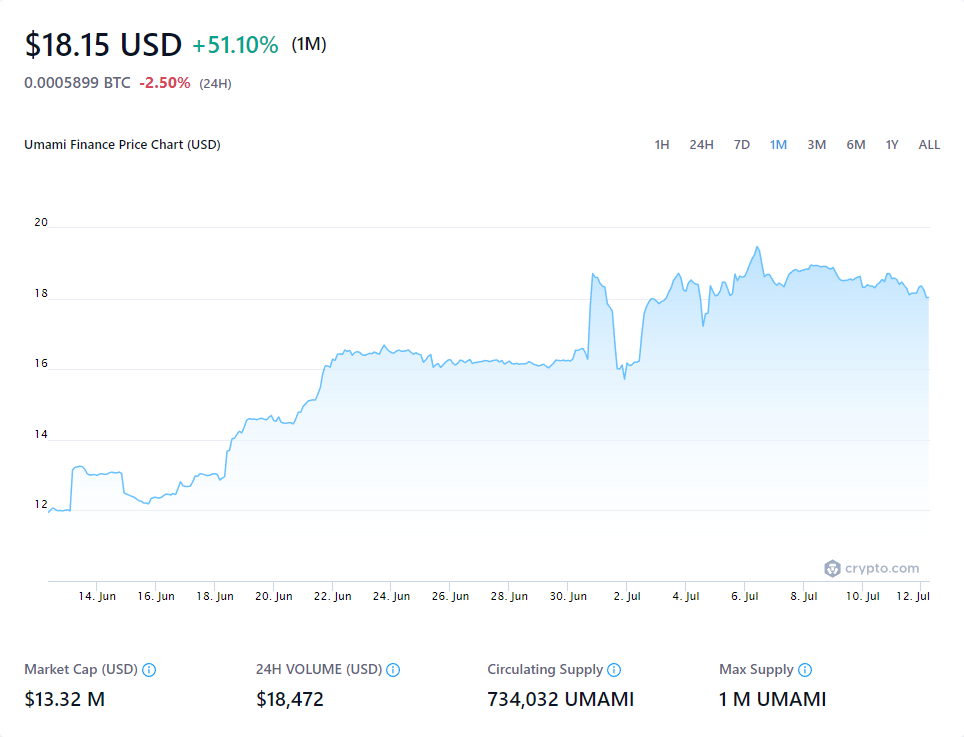 $18.15 USD +51.10% (1M)
0.0005899 BTC -2.50% (24H)
Umami Finance Price Chart (USD)
1H 24H 7D 1M 3M 6M 1Y ALL
20
18
16
14
12
crypto.com
14. Jun 16. Jun 18. Jun 20. Jun 22. Jun 24. Jun 26. Jun 28. Jun 30. Jun 2. Jul 4. Jul 6. Jul 8. Jul 10. Jul 12. Jul
Market Cap (USD) 24H VOLUME (USD) Circulating Supply Max Supply
$13.32 M $18,472 734,032 UMAMI 1 M UMAMI